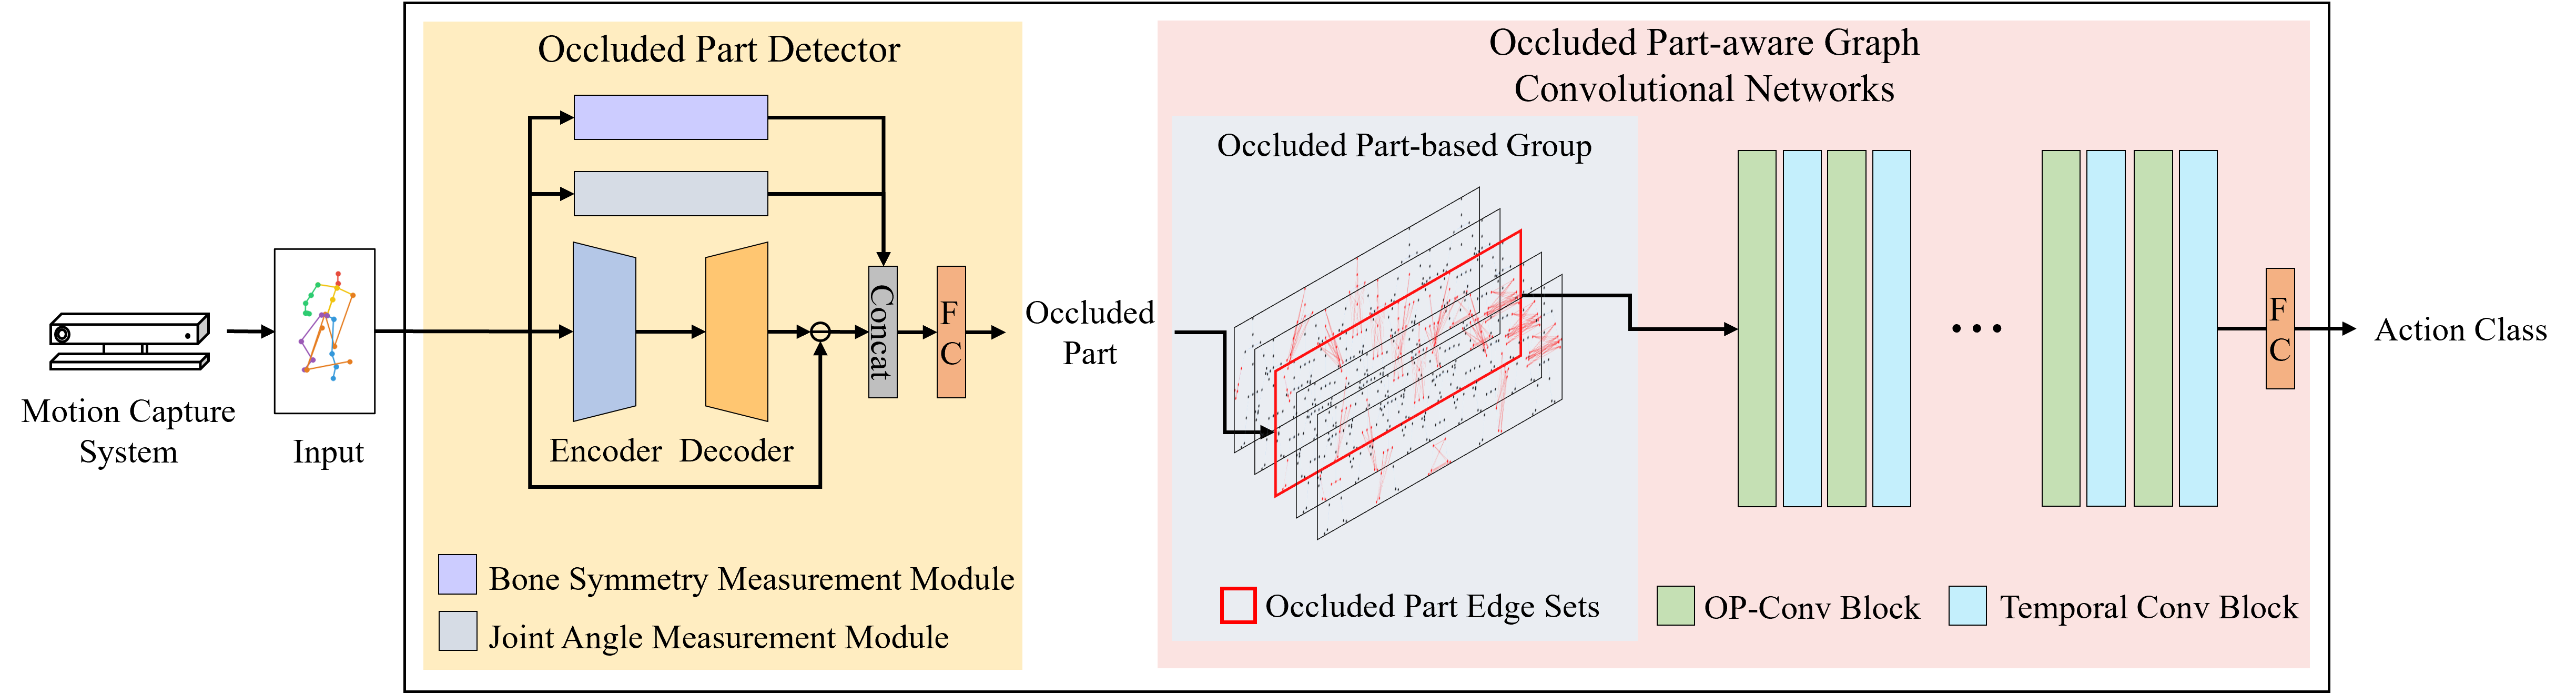 Motion Capture
System
Input
Occluded Part Detector
Encoder
Decoder
Concat
F
C
Bone Symmetry Measurement Module
Joint Angle Measurement Module
Occluded
Part
Occluded Part-aware Graph
Convolutional Networks
Occluded Part-based Group
Occluded Part Edge Sets
OP-Conv Block
Temporal Conv Block
F
C
Action Class